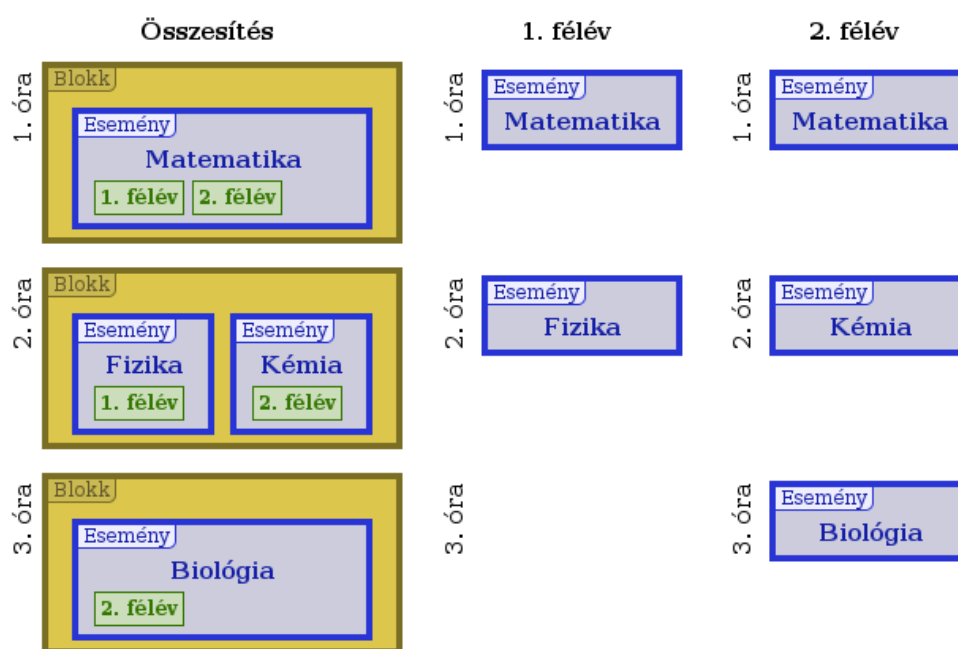 Összesítés
1. félév
2. félév
1. óra
Blokk
Esemény
Matematika
1. félév 2. félév
1. óra
Esemény
Matematika
1. óra
Esemény
Matematika
2. óra
Blokk
Esemény
Fizika
1. félév
Esemény
Kémia
2. félév
2. óra
Esemény
Fizika
2. óra
Esemény
Kémia
3. óra
Blokk
Esemény
Biológia
2. félév
3. óra
3. óra
Esemény
Biológia